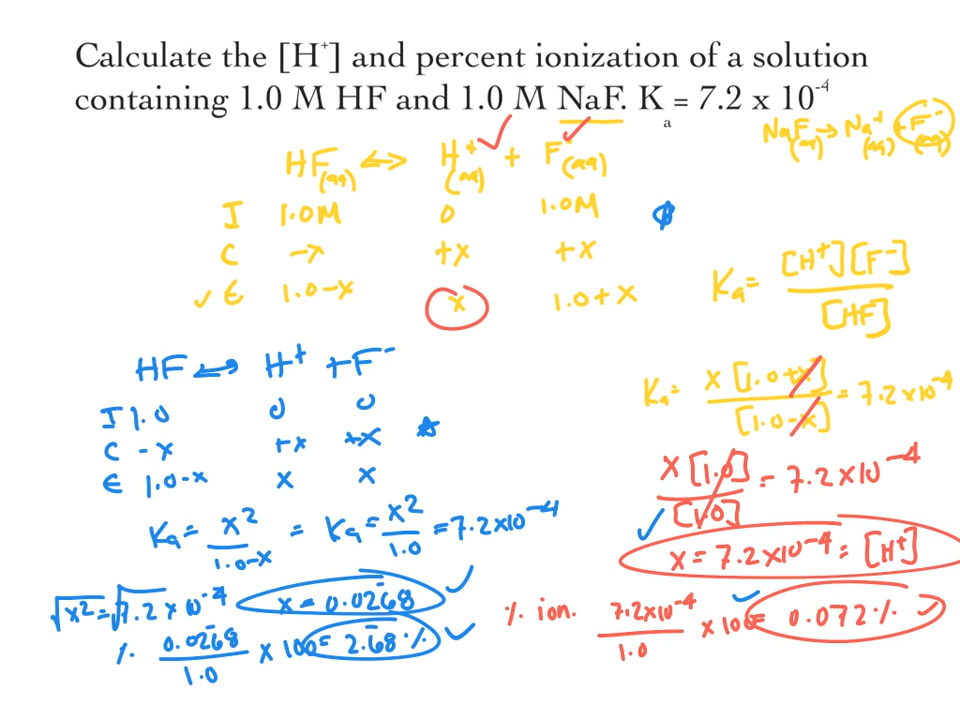 Calculate the [H⁺] and percent ionization of a solution
containing 1.0 M HF and 1.0 M NaF. Kₐ = 7.2 x 10⁻⁴
NaF(aq) → Na⁺(aq) + F⁻(aq)
HF(aq) ↔ H⁺(aq) + F⁻(aq)
I 1.0M 0 1.0M
C -x +x +x
✓ E 1.0-x x 1.0+x
Kₐ = [H⁺][F⁻] / [HF]
Kₐ = x [1.0+x] / [1.0-x] = 7.2x10⁻⁴
x [1.0] / [1.0] = 7.2x10⁻⁴
x = 7.2x10⁻⁴ = [H⁺]
% ion. 7.2x10⁻⁴ / 1.0 x 100 = 0.072%
HF ↔ H⁺ + F⁻
I 1.0 0 0
C -x +x +x
E 1.0-x x x
Kₐ = x² / 1.0-x = Kₐ = x² / 1.0 = 7.2x10⁻⁴
√x² = √7.2x10⁻⁴ x = 0.0268
% 0.0268 / 1.0 x 100 = 2.68%